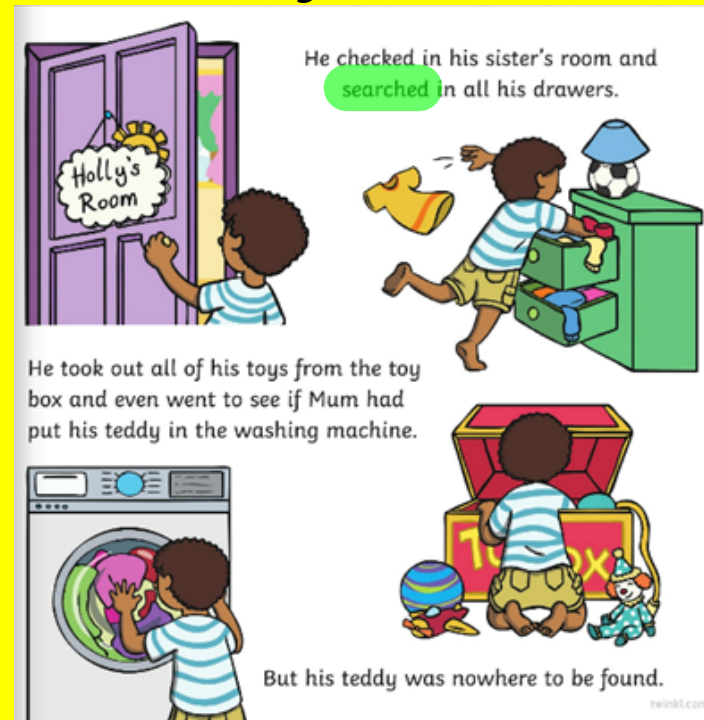 He checked in his sister's room and
searched in all his drawers.
Holly's
Room
He took out all of his toys from the toy
box and even went to see if Mum had
put his teddy in the washing machine.
But his teddy was nowhere to be found.
twinkl.com